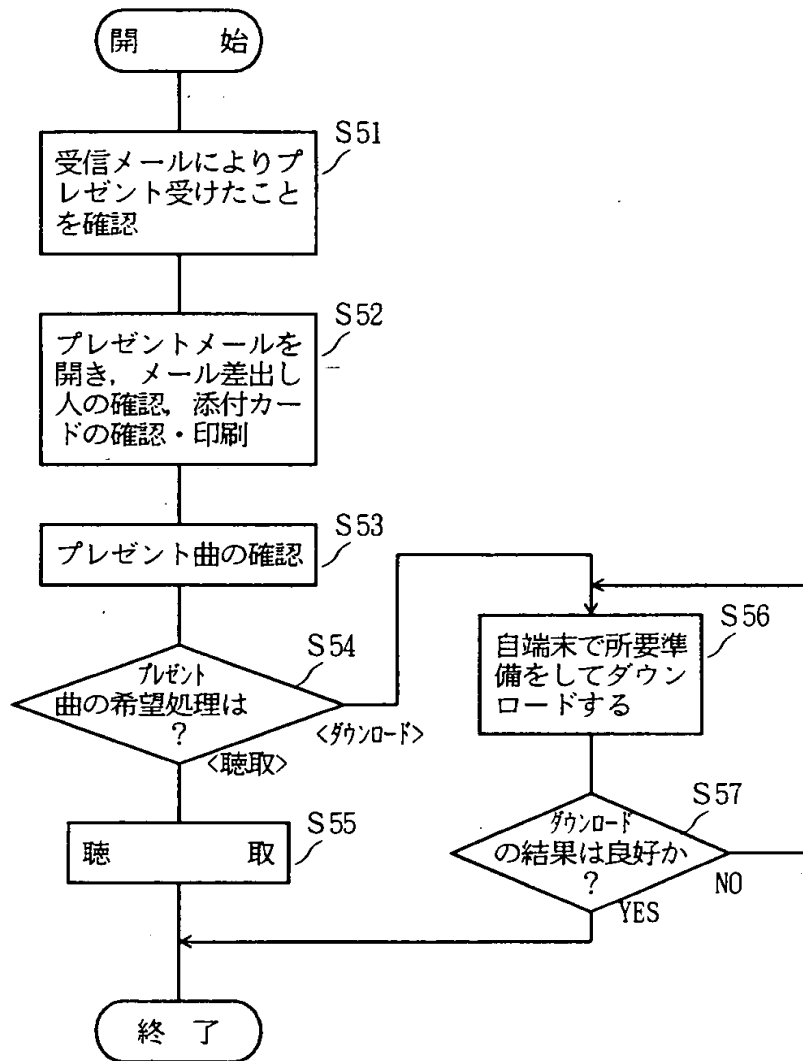 開 始
S51
受信メールによりプ
レゼント受けたこと
を確認
S52
プレゼントメールを
開き，メール差出し
人の確認，添付カー
ドの確認・印刷
S53
プレゼント曲の確認
S54
プレゼント
曲の希望処理は
？
<ダウンロード>
<聴取>
S55
聴 取
S56
自端末で所要準
備をしてダウン
ロードする
S57
ダウンロード
の結果は良好か
？
NO
YES
終 了